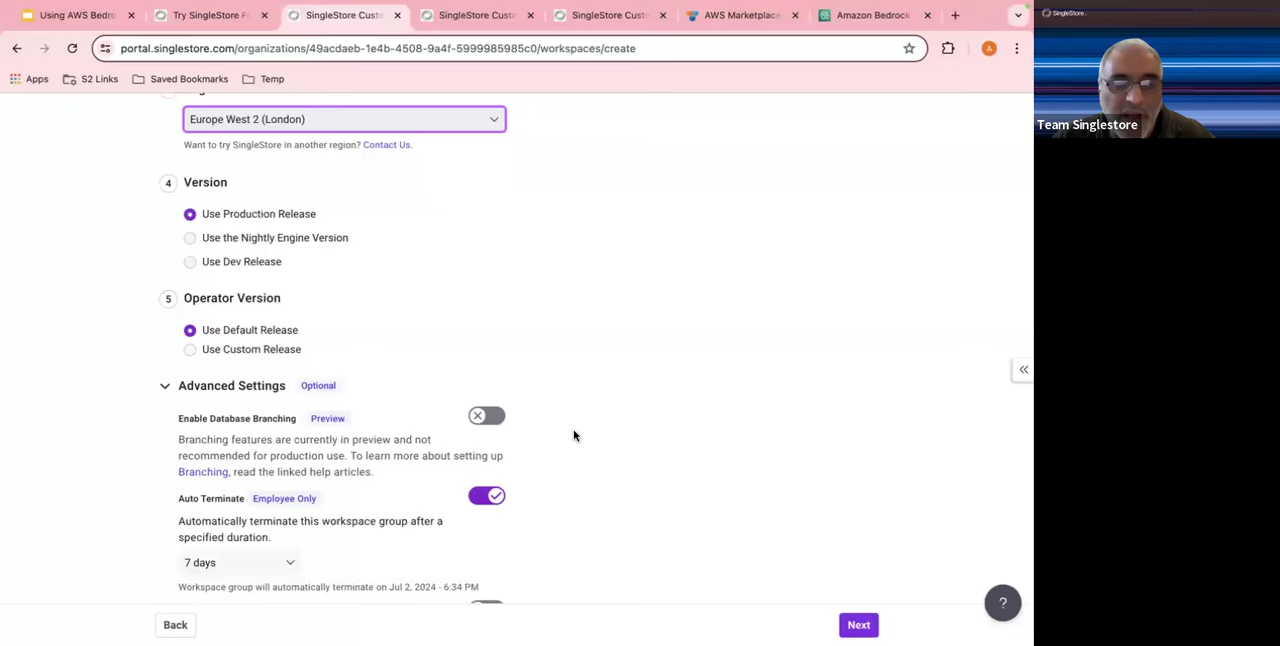 Using AWS Bedro
Try SingleStore F
SingleStore Custo
SingleStore Custo
SingleStore Custo
AWS Marketplace
Amazon Bedrock
portal.singlestore.com/organizations/49acdaeb-1e4b-4508-9a4f-5999985985c0/workspaces/create
A
Apps
S2 Links
Saved Bookmarks
Temp
SingleStore
Team Singlestore
Europe West 2 (London)
Want to try SingleStore in another region? Contact Us.
4
Version
Use Production Release
Use the Nightly Engine Version
Use Dev Release
5
Operator Version
Use Default Release
Use Custom Release
Advanced Settings
Optional
Enable Database Branching
Preview
Branching features are currently in preview and not
recommended for production use. To learn more about setting up
Branching, read the linked help articles.
Auto Terminate
Employee Only
Automatically terminate this workspace group after a
specified duration.
7 days
Workspace group will automatically terminate on Jul 2, 2024 - 6:34 PM
Back
Next
?